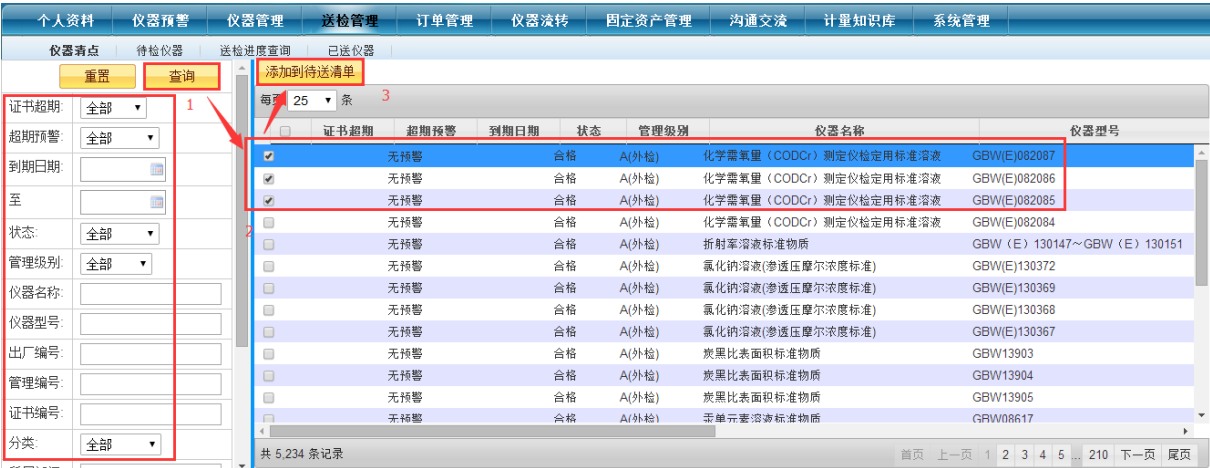 个人资料 仪器预警 仪器管理 送检管理 订单管理 仪器流转 固定资产管理 沟通交流 计量知识库 系统管理
仪器清点 待检仪器 送检进度查询 已送仪器
重置 查询
证书超期: 全部
超期预警: 全部
到期日期:
至
状态: 全部
管理级别: 全部
仪器名称:
仪器型号:
出厂编号:
管理编号:
证书编号:
分类: 全部
1
2
添加到待送清单
每页 25 条 3
证书超期 超期预警 到期日期 状态 管理级别 仪器名称 仪器型号
无预警 合格 A(外检) 化学需氧量（CODCr）测定仪检定用标准溶液 GBW(E)082087
无预警 合格 A(外检) 化学需氧量（CODCr）测定仪检定用标准溶液 GBW(E)082086
无预警 合格 A(外检) 化学需氧量（CODCr）测定仪检定用标准溶液 GBW(E)082085
无预警 合格 A(外检) 化学需氧量（CODCr）测定仪检定用标准溶液 GBW(E)082084
无预警 合格 A(外检) 折射率溶液标准物质 GBW（E）130147～GBW（E）130151
无预警 合格 A(外检) 氯化钠溶液(渗透压摩尔浓度标准) GBW(E)130372
无预警 合格 A(外检) 氯化钠溶液(渗透压摩尔浓度标准) GBW(E)130369
无预警 合格 A(外检) 氯化钠溶液(渗透压摩尔浓度标准) GBW(E)130368
无预警 合格 A(外检) 氯化钠溶液(渗透压摩尔浓度标准) GBW(E)130367
无预警 合格 A(外检) 炭黑比表面积标准物质 GBW13903
无预警 合格 A(外检) 炭黑比表面积标准物质 GBW13904
无预警 合格 A(外检) 炭黑比表面积标准物质 GBW13905
无预警 合格 A(外检) 汞单元素溶液标准物质 GBW08617
共 5,234 条记录 首页 上一页 1 2 3 4 5 .. 210 下一页 尾页